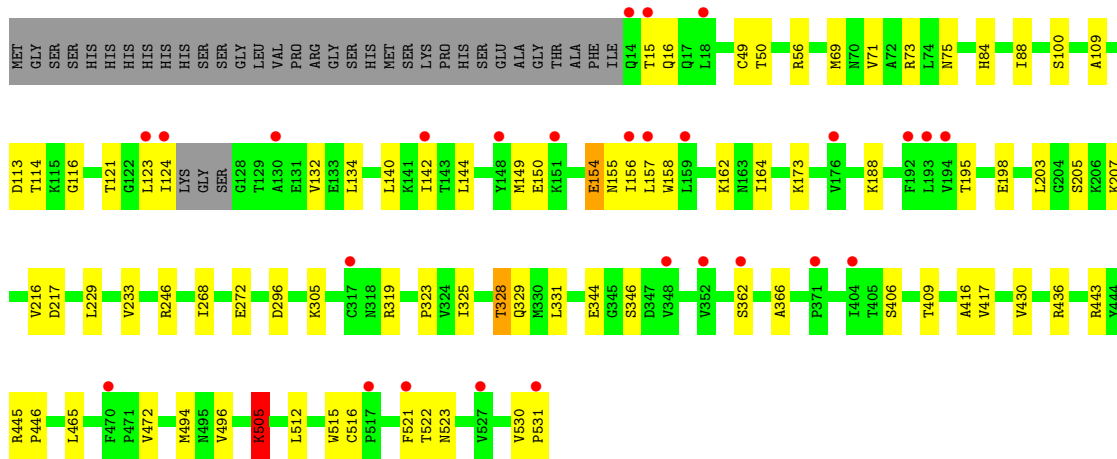 MET GLY SER SER HIS HIS HIS HIS HIS HIS SER SER GLY LEU VAL PRO ARG GLY SER HIS MET SER LYS PRO HIS SER GLU ALA GLY THR ALA PHE ILE Q14 T15 Q16 Q17 L18 C49 T50 R56 M69 N70 V71 A72 R73 L74 N75 H84 I88 S100 A109
D113 T114 K115 G116 T121 G122 L123 I124 LYS GLY SER G128 T129 A130 E131 V132 E133 L134 L140 K141 I142 T143 L144 Y148 M149 E150 K151 E154 N155 I156 L157 W158 L159 K162 N163 I164 K173 V176 K188 F192 L193 V194 T195 E198 L203 G204 S205 K206 K207
V216 D217 L229 V233 R246 I268 E272 D296 K305 C317 N318 R319 P323 V324 I325 T328 Q329 M330 L331 E344 G345 S346 D347 V348 V352 S362 A366 P371 I404 T405 S406 T409 A416 V417 V430 R436 R443 Y444
R445 P446 L465 F470 P471 V472 M494 N495 V496 K505 L512 W515 C516 P517 F521 T522 N523 V527 V530 P531